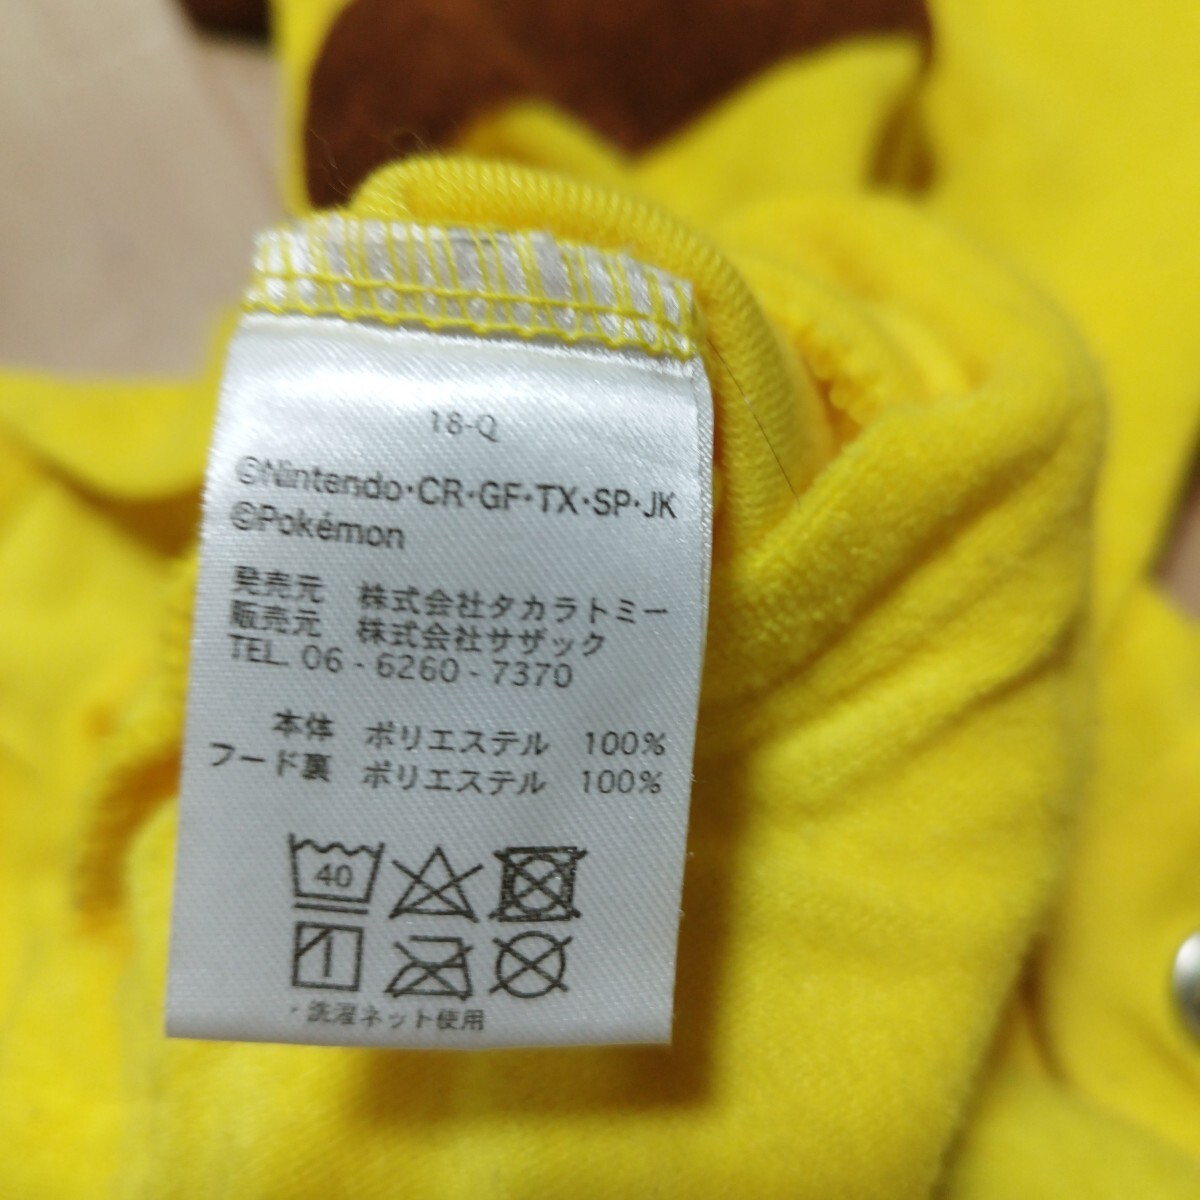 18-Q
©Nintendo・CR・GF・TX・SP・JK
©Pokémon
発売元 株式会社タカラトミー
販売元 株式会社サザック
TEL. 06 - 6260 - 7370
本体 ポリエステル 100%
フード裏 ポリエステル 100%
40
・洗濯ネット使用